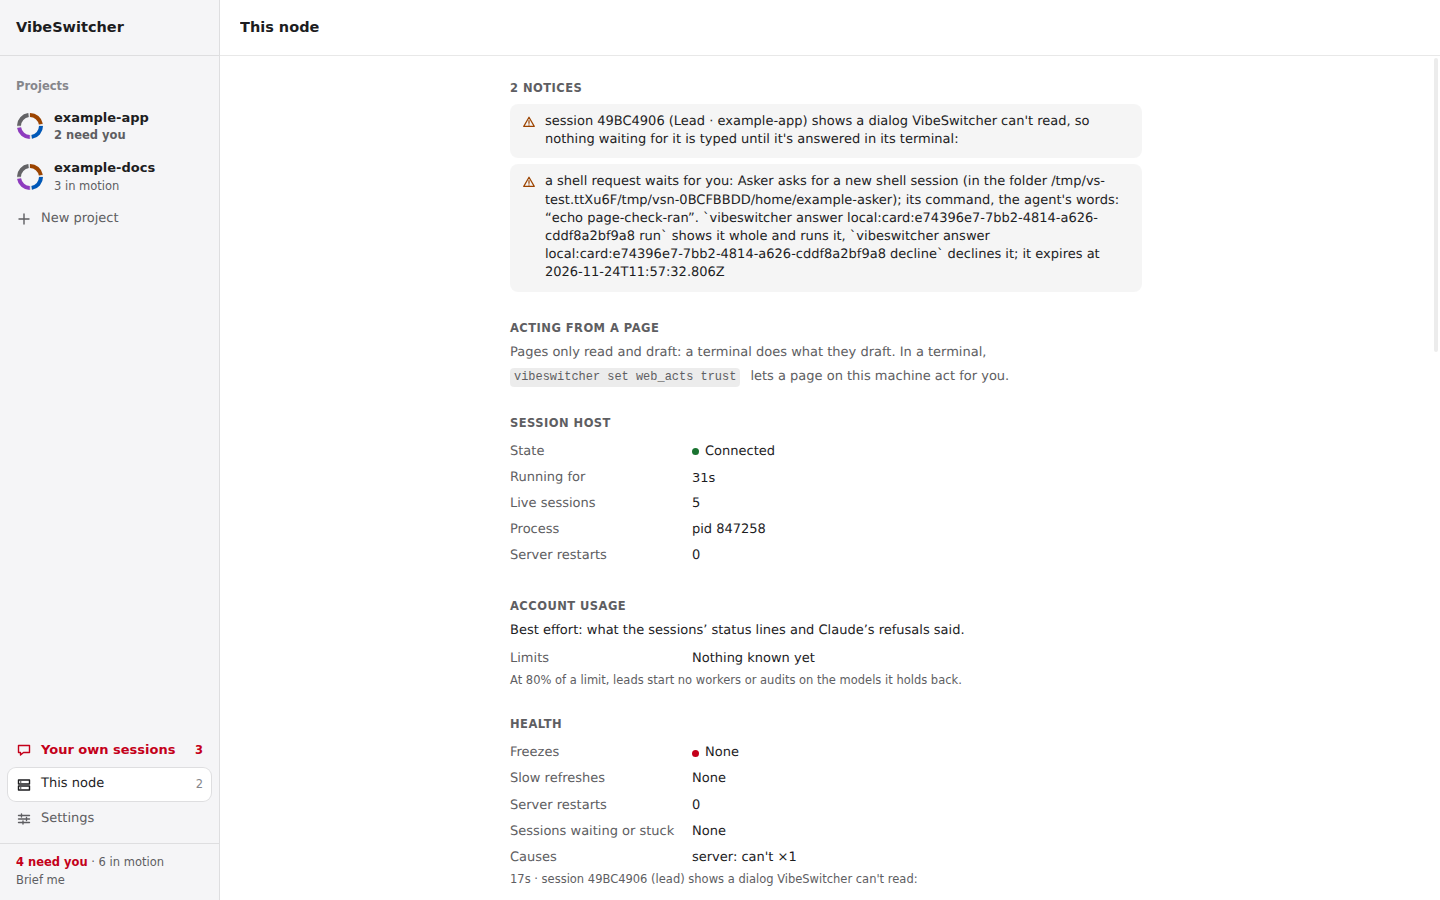 VibeSwitcher
This node
Projects
example-app
2 need you
example-docs
3 in motion
New project
Your own sessions 3
This node 2
Settings
4 need you · 6 in motion
Brief me
2 NOTICES
session 49BC4906 (Lead · example-app) shows a dialog VibeSwitcher can't read, so
nothing waiting for it is typed until it's answered in its terminal:
a shell request waits for you: Asker asks for a new shell session (in the folder /tmp/vs-
test.ttXu6F/tmp/vsn-0BCFBBDD/home/example-asker); its command, the agent's words:
“echo page-check-ran”. `vibeswitcher answer local:card:e74396e7-7bb2-4814-a626-
cddf8a2bf9a8 run` shows it whole and runs it, `vibeswitcher answer
local:card:e74396e7-7bb2-4814-a626-cddf8a2bf9a8 decline` declines it; it expires at
2026-11-24T11:57:32.806Z
ACTING FROM A PAGE
Pages only read and draft: a terminal does what they draft. In a terminal,
vibeswitcher set web_acts trust lets a page on this machine act for you.
SESSION HOST
State Connected
Running for 31s
Live sessions 5
Process pid 847258
Server restarts 0
ACCOUNT USAGE
Best effort: what the sessions’ status lines and Claude’s refusals said.
Limits Nothing known yet
At 80% of a limit, leads start no workers or audits on the models it holds back.
HEALTH
Freezes None
Slow refreshes None
Server restarts 0
Sessions waiting or stuck None
Causes server: can't ×1
17s · session 49BC4906 (lead) shows a dialog VibeSwitcher can't read: